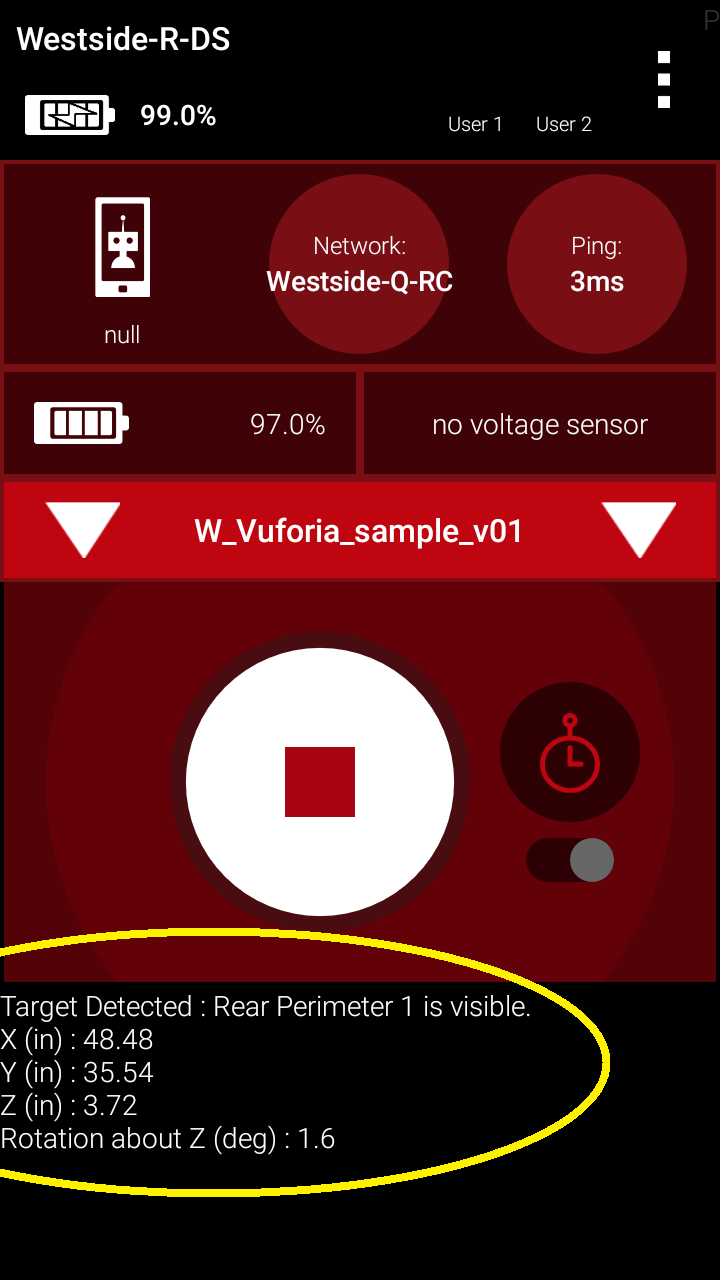 Westside-R-DS
P
99.0%
User 1 User 2
Network:
Westside-Q-RC
Ping:
3ms
null
97.0%
no voltage sensor
W_Vuforia_sample_v01
Target Detected : Rear Perimeter 1 is visible.
X (in) : 48.48
Y (in) : 35.54
Z (in) : 3.72
Rotation about Z (deg) : 1.6